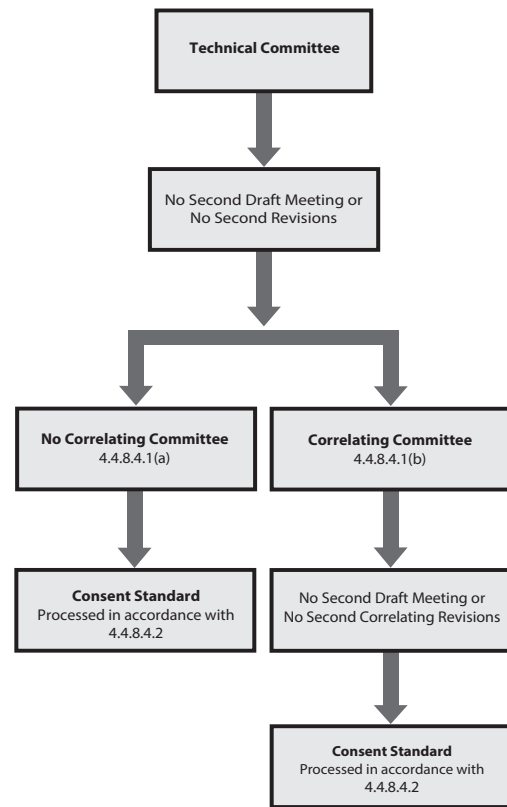 Technical Committee
No Second Draft Meeting or
No Second Revisions
No Correlating Committee
4.4.8.4.1(a)
Correlating Committee
4.4.8.4.1(b)
Consent Standard
Processed in accordance with
4.4.8.4.2
No Second Draft Meeting or
No Second Correlating Revisions
Consent Standard
Processed in accordance with
4.4.8.4.2